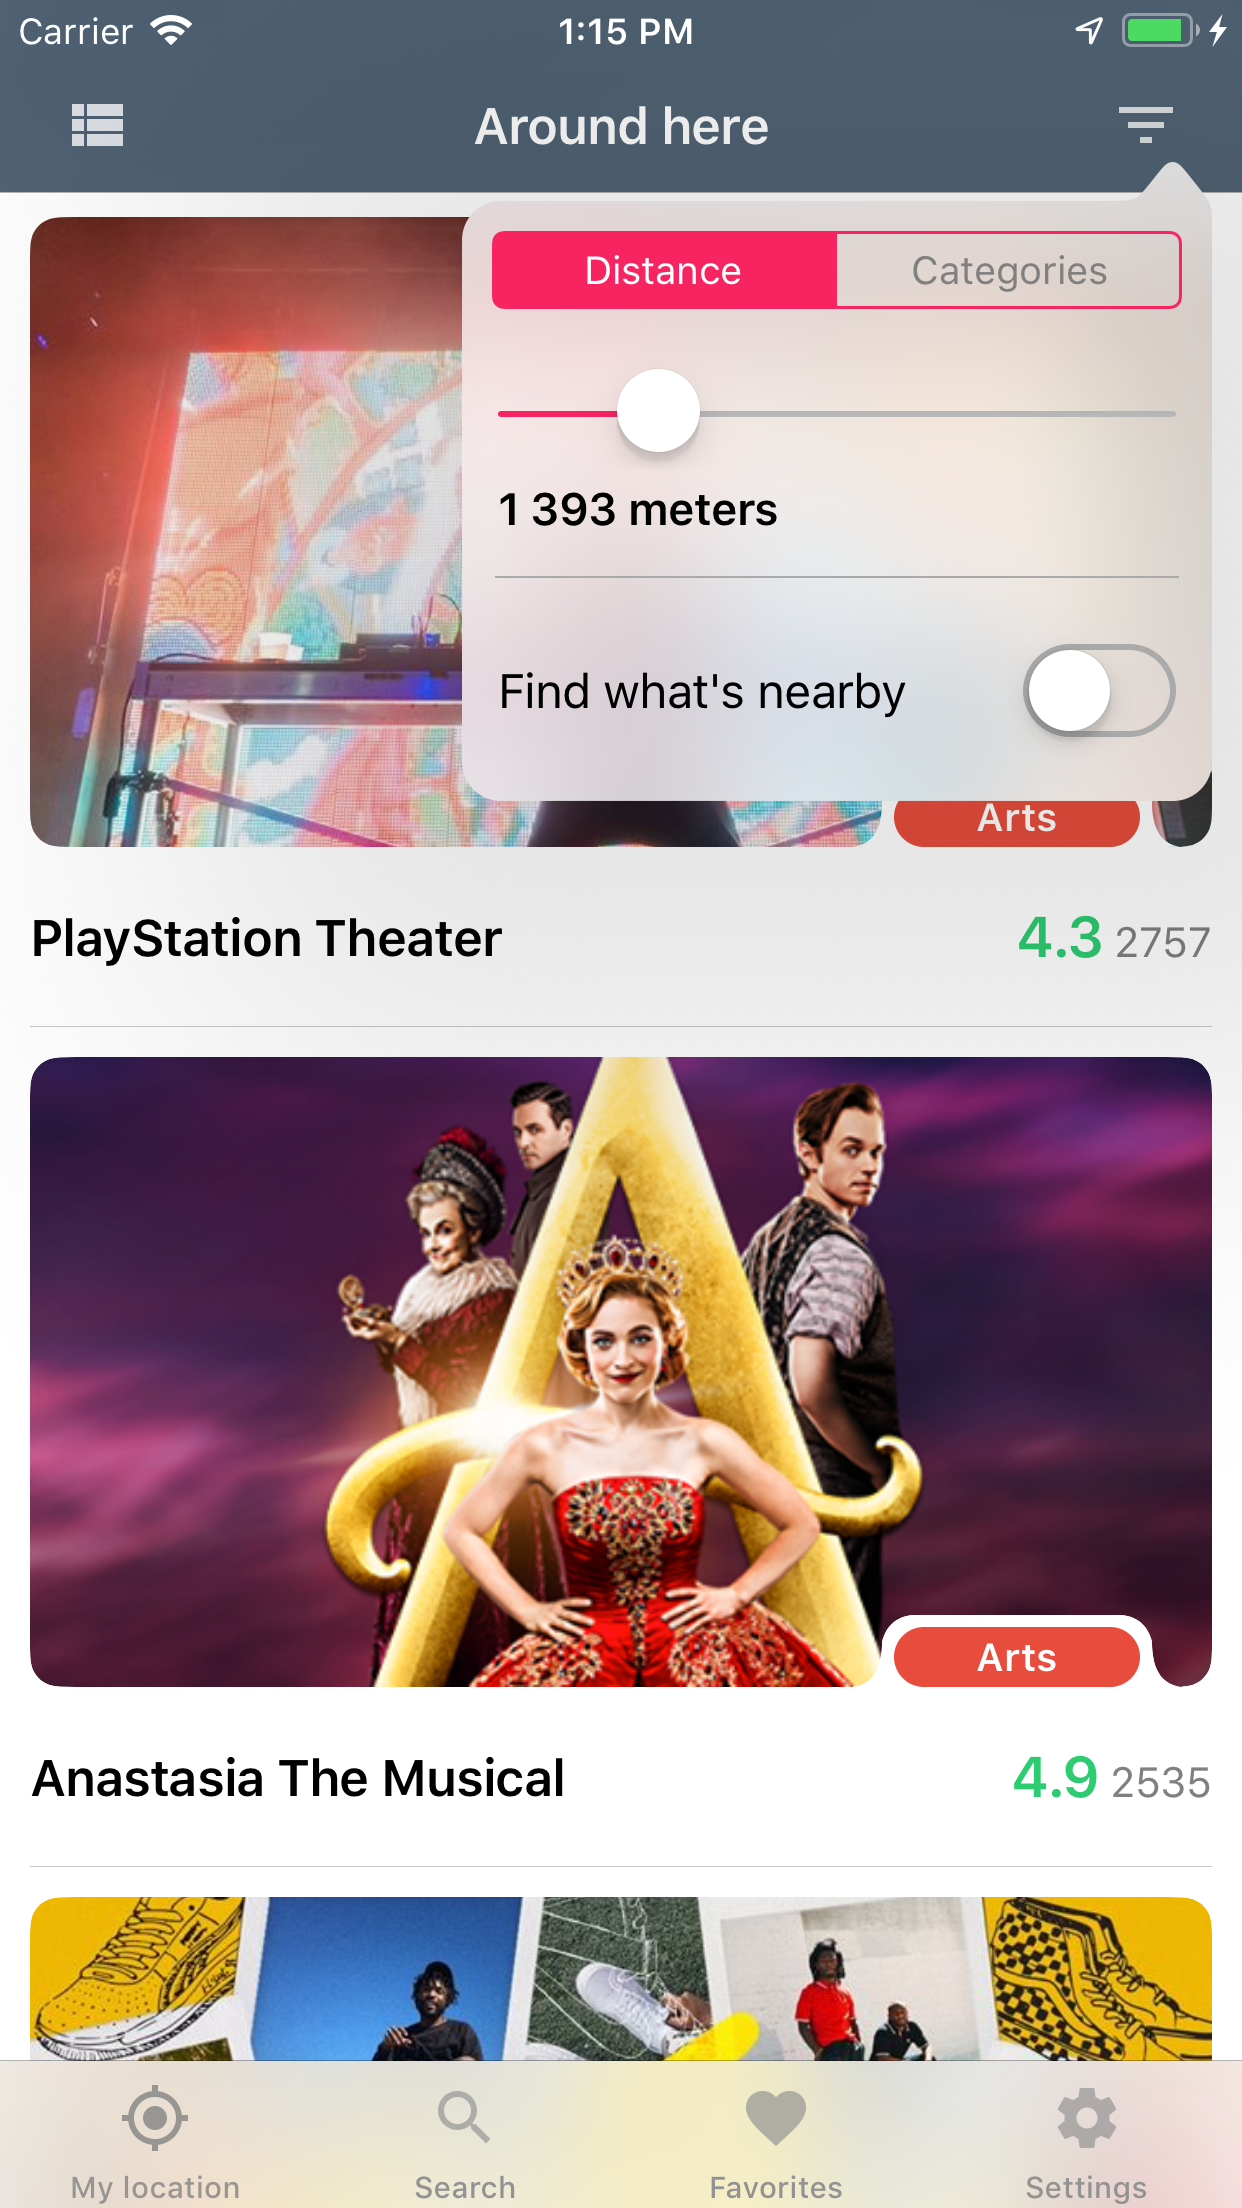 Carrier 1:15 PM
Around here
Distance Categories
1 393 meters
Find what's nearby
Arts
PlayStation Theater 4.3 2757
Arts
Anastasia The Musical 4.9 2535
My location Search Favorites Settings